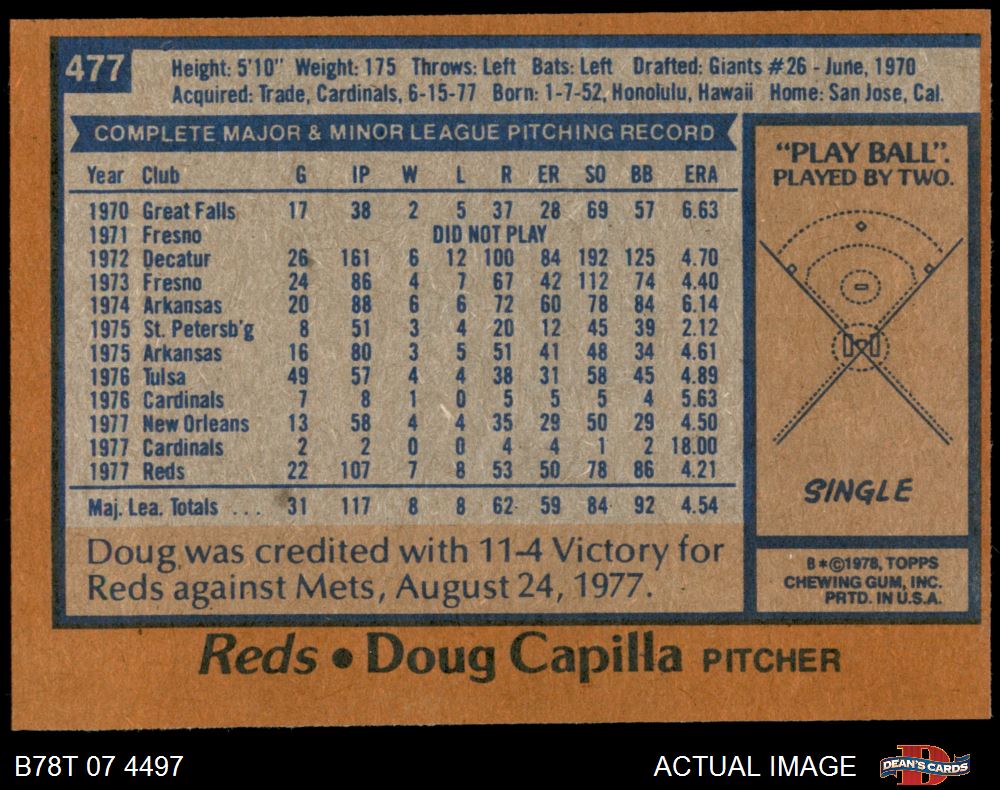 477
Height: 5'10" Weight: 175 Throws: Left Bats: Left Drafted: Giants #26 - June, 1970
Acquired: Trade, Cardinals, 6-15-77 Born: 1-7-52, Honolulu, Hawaii Home: San Jose, Cal.
COMPLETE MAJOR & MINOR LEAGUE PITCHING RECORD
Year Club G IP W L R ER SO BB ERA
1970 Great Falls 17 38 2 5 37 28 69 57 6.63
1971 Fresno DID NOT PLAY
1972 Decatur 26 161 6 12 100 84 192 125 4.70
1973 Fresno 24 86 4 7 67 42 112 74 4.40
1974 Arkansas 20 88 6 6 72 60 78 84 6.14
1975 St. Petersb'g 8 51 3 4 20 12 45 39 2.12
1975 Arkansas 16 80 3 5 51 41 48 34 4.61
1976 Tulsa 49 57 4 4 38 31 58 45 4.89
1976 Cardinals 7 8 1 0 5 5 5 4 5.63
1977 New Orleans 13 58 4 4 35 29 50 29 4.50
1977 Cardinals 2 2 0 0 4 4 1 2 18.00
1977 Reds 22 107 7 8 53 50 78 86 4.21
Maj. Lea. Totals ... 31 117 8 8 62 59 84 92 4.54
Doug was credited with 11-4 Victory for
Reds against Mets, August 24, 1977.
"PLAY BALL".
PLAYED BY TWO.
SINGLE
B*©1978, TOPPS
CHEWING GUM, INC.
PRTD. IN U.S.A.
Reds • Doug Capilla PITCHER
B78T 07 4497
ACTUAL IMAGE
D
DEAN'S CARDS